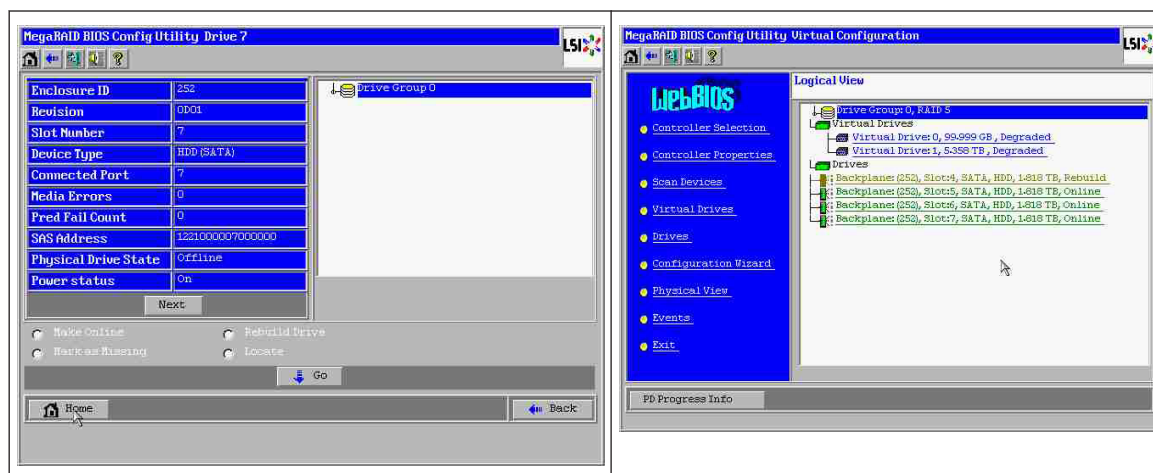 MegaRAID BIOS Config Utility Drive 7
LSI
Enclosure ID 252
Revision 0D01
Slot Number 7
Device Type HDD (SATA)
Connected Port 7
Media Errors 0
Pred Fail Count 0
SAS Address 1221000007000000
Physical Drive State Offline
Power status On
Next
Drive Group 0
Make Online Rebuild Drive
Mark as Missing Locate
Go
Home Back
MegaRAID BIOS Config Utility Virtual Configuration
LSI
WebBIOS
Controller Selection
Controller Properties
Scan Devices
Virtual Drives
Drives
Configuration Wizard
Physical View
Events
Exit
Logical View
Drive Group: 0, RAID 5
Virtual Drives
Virtual Drive: 0, 99.999 GB, Degraded
Virtual Drive: 1, 5.358 TB, Degraded
Drives
Backplane: (252), Slot:4, SATA, HDD, 1.818 TB, Rebuild
Backplane: (252), Slot:5, SATA, HDD, 1.818 TB, Online
Backplane: (252), Slot:6, SATA, HDD, 1.818 TB, Online
Backplane: (252), Slot:7, SATA, HDD, 1.818 TB, Online
PD Progress Info